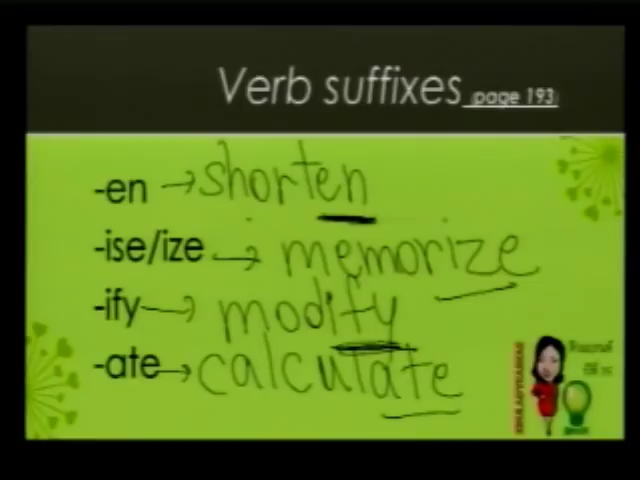 Verb suffixes (page 193)
-en → shorten
-ise/ize → memorize
-ify → modify
-ate → calculate